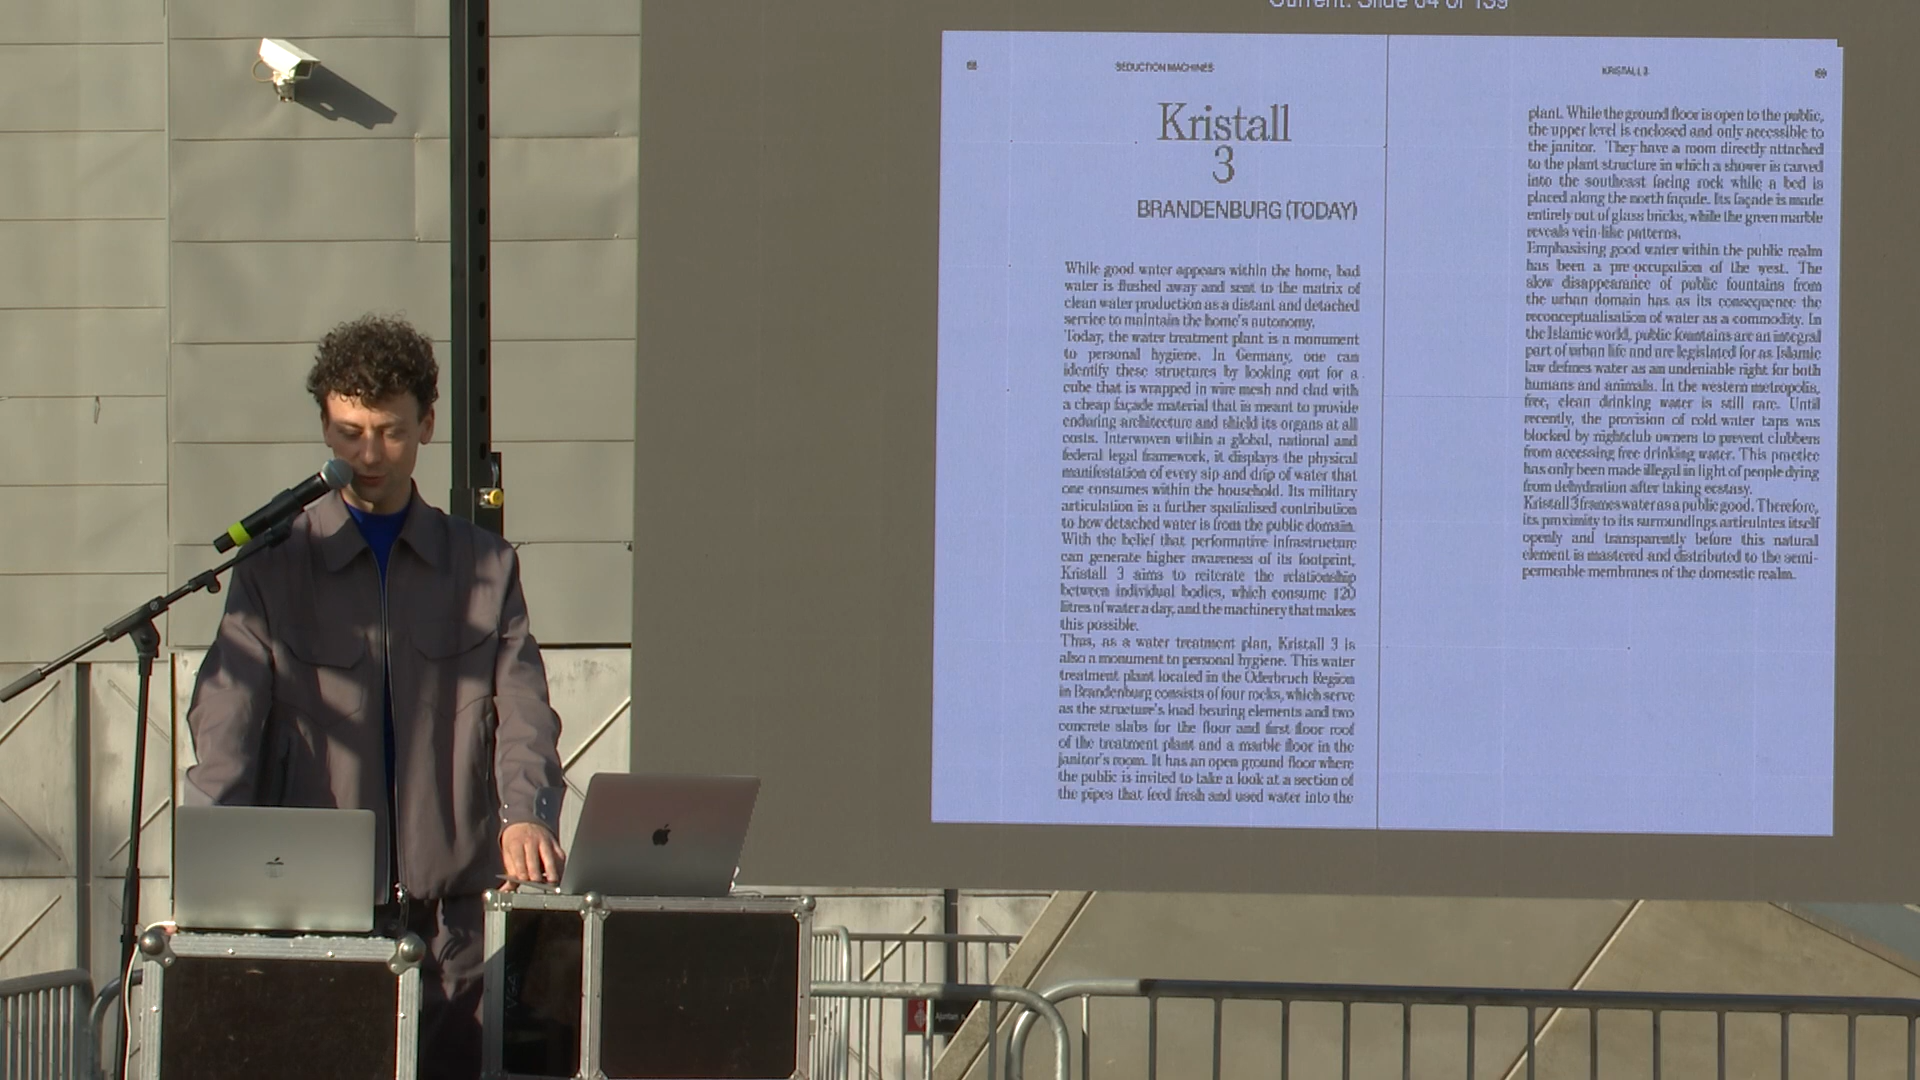 Current: Slide 64 of 139
68
SEDUCTION MACHINES
Kristall
3
BRANDENBURG (TODAY)
While good water appears within the home, bad
water is flushed away and sent to the matrix of
clean water production as a distant and detached
service to maintain the home's autonomy.
Today, the water treatment plant is a monument
to personal hygiene. In Germany, one can
identify these structures by looking out for a
cube that is wrapped in wire mesh and clad with
a cheap façade material that is meant to provide
enduring architecture and shield its organs at all
costs. Interwoven within a global, national and
federal legal framework, it displays the physical
manifestation of every sip and drip of water that
one consumes within the household. Its military
articulation is a further spatialised contribution
to how detached water is from the public domain.
With the belief that performative infrastructure
can generate higher awareness of its footprint,
Kristall 3 aims to reiterate the relationship
between individual bodies, which consume 120
litres of water a day, and the machinery that makes
this possible.
Thus, as a water treatment plan, Kristall 3 is
also a monument to personal hygiene. This water
treatment plant located in the Oderbruch Region
in Brandenburg consists of four rocks, which serve
as the structure's load bearing elements and two
concrete slabs for the floor and first floor roof
of the treatment plant and a marble floor in the
janitor's room. It has an open ground floor where
the public is invited to take a look at a section of
the pipes that feed fresh and used water into the
KRISTALL 3
69
plant. While the ground floor is open to the public,
the upper level is enclosed and only accessible to
the janitor. They have a room directly attached
to the plant structure in which a shower is carved
into the southeast facing rock while a bed is
placed along the north façade. Its façade is made
entirely out of glass bricks, while the green marble
reveals vein-like patterns.
Emphasising good water within the public realm
has been a pre-occupation of the yest. The
slow disappearance of public fountains from
the urban domain has as its consequence the
reconceptualisation of water as a commodity. In
the Islamic world, public fountains are an integral
part of urban life and are legislated for as Islamic
law defines water as an undeniable right for both
humans and animals. In the western metropolis,
free, clean drinking water is still rare. Until
recently, the provision of cold water taps was
blocked by nightclub owners to prevent clubbers
from accessing free drinking water. This practice
has only been made illegal in light of people dying
from dehydration after taking ecstasy.
Kristall 3 frames water as a public good. Therefore,
its proximity to its surroundings articulates itself
openly and transparently before this natural
element is mastered and distributed to the semi-
permeable membranes of the domestic realm.